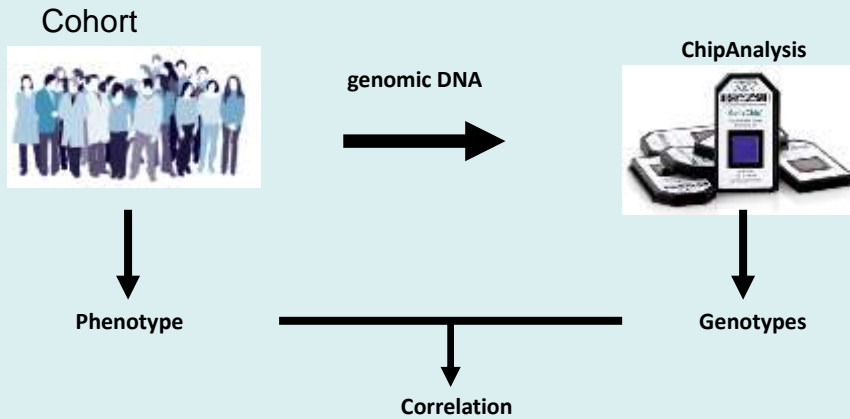 Cohort
genomic DNA
ChipAnalysis
Phenotype
Genotypes
Correlation